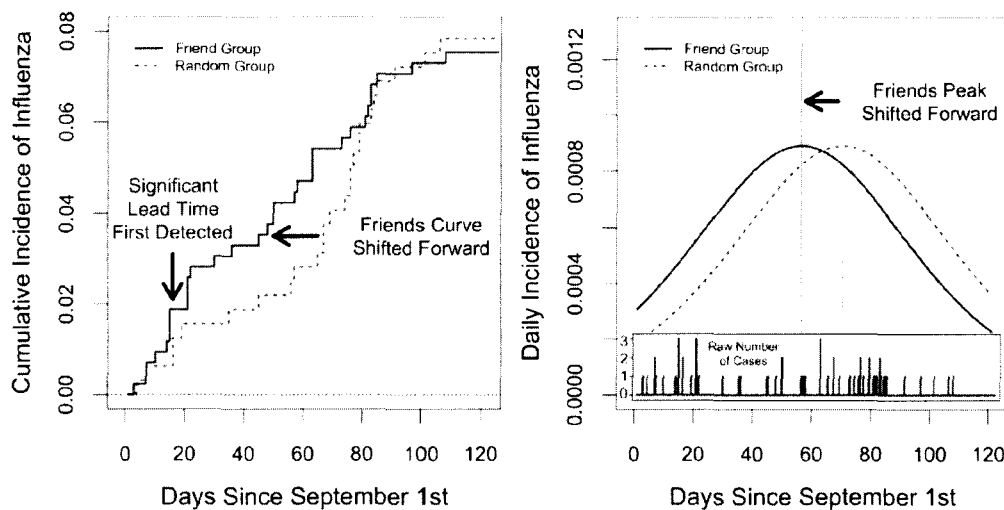 Cumulative Incidence of Influenza
0.08
0.06
0.04
0.02
0.00
Friend Group
Random Group
Significant
Lead Time
First Detected
Friends Curve
Shifted Forward
0 20 40 60 80 100 120
Days Since September 1st
Daily Incidence of Influenza
0.0012
0.0008
0.0004
0.0000
Friend Group
Random Group
Friends Peak
Shifted Forward
3
2
1
0
Raw Number
of Cases
0 20 40 60 80 100 120
Days Since September 1st